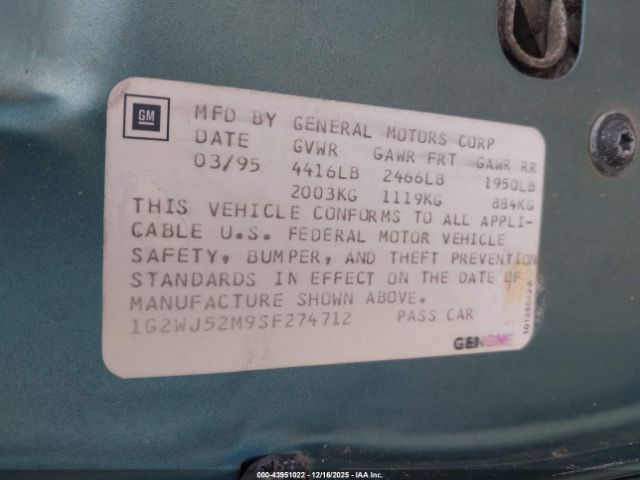 GM
MFD BY GENERAL MOTORS CORP
DATE GVWR GAWR FRT GAWR RR
03/95 4416LB 2466LB 1950LB
2003KG 1119KG 884KG
THIS VEHICLE CONFORMS TO ALL APPLI-
CABLE U.S. FEDERAL MOTOR VEHICLE
SAFETY, BUMPER, AND THEFT PREVENTION
STANDARDS IN EFFECT ON THE DATE OF
MANUFACTURE SHOWN ABOVE.
1G2WJ52M9SF274712 PASS CAR
© 43951022 - 12/16/2025 - IAA Inc.